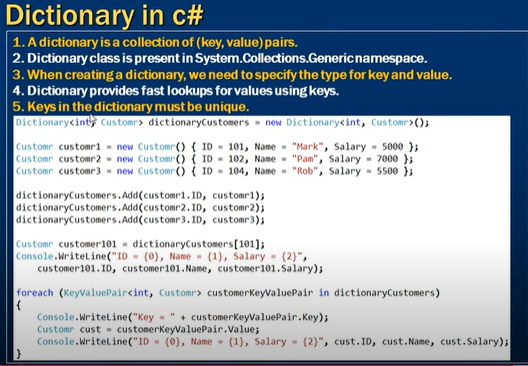 Dictionary in c#
1. A dictionary is a collection of (key, value) pairs.
2. Dictionary class is present in System.Collections.Generic namespace.
3. When creating a dictionary, we need to specify the type for key and value.
4. Dictionary provides fast lookups for values using keys.
5. Keys in the dictionary must be unique.
Dictionary<int, Customr> dictionaryCustomers = new Dictionary<int, Customr>();
Customr customr1 = new Customr() { ID = 101, Name = "Mark", Salary = 5000 };
Customr customr2 = new Customr() { ID = 102, Name = "Pam", Salary = 7000 };
Customr customr3 = new Customr() { ID = 104, Name = "Rob", Salary = 5500 };
dictionaryCustomers.Add(customr1.ID, customr1);
dictionaryCustomers.Add(customr2.ID, customr2);
dictionaryCustomers.Add(customr3.ID, customr3);
Customr customer101 = dictionaryCustomers[101];
Console.WriteLine("ID = {0}, Name = {1}, Salary = {2}",
customer101.ID, customer101.Name, customer101.Salary);
foreach (KeyValuePair<int, Customr> customerKeyValuePair in dictionaryCustomers)
{
Console.WriteLine("Key = " + customerKeyValuePair.Key);
Customr cust = customerKeyValuePair.Value;
Console.WriteLine("ID = {0}, Name = {1}, Salary = {2}", cust.ID, cust.Name, cust.Salary);
}